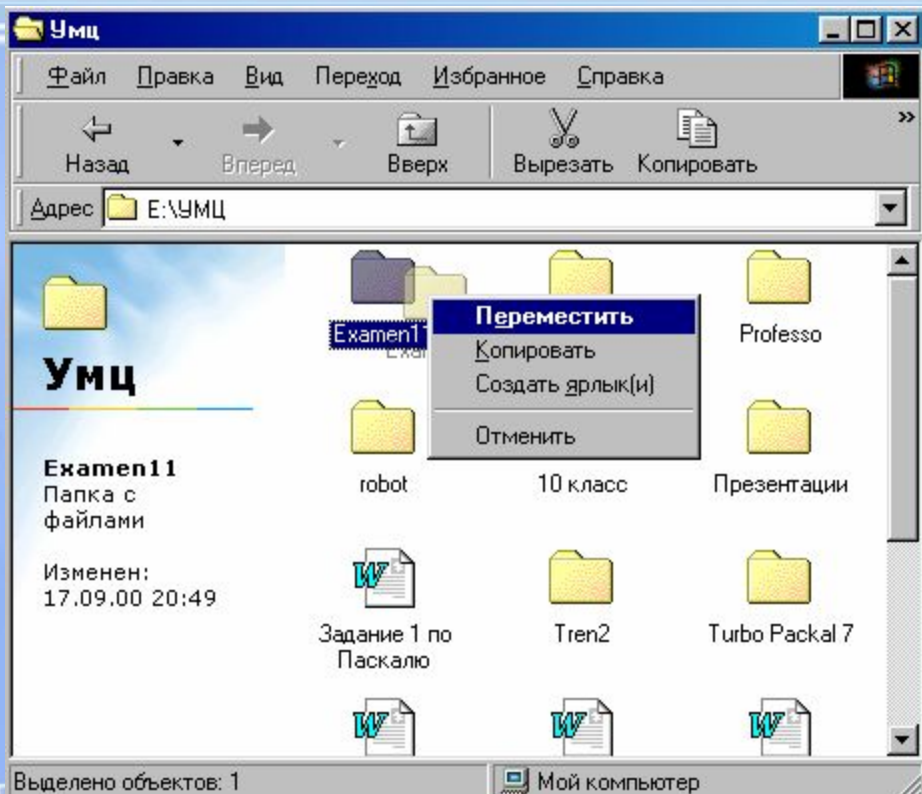 Умц
Файл Правка Вид Переход Избранное Справка
Назад Вперед Вверх Вырезать Копировать »
Адрес E:\УМЦ
Умц
Examen11
Папка с
файлами
Изменен:
17.09.00 20:49
Examen11
Professo
Переместить
Копировать
Создать ярлык(и)
Отменить
robot 10 класс Презентации
Задание 1 по
Паскалю
Tren2 Turbo Packal 7
Выделено объектов: 1 Мой компьютер